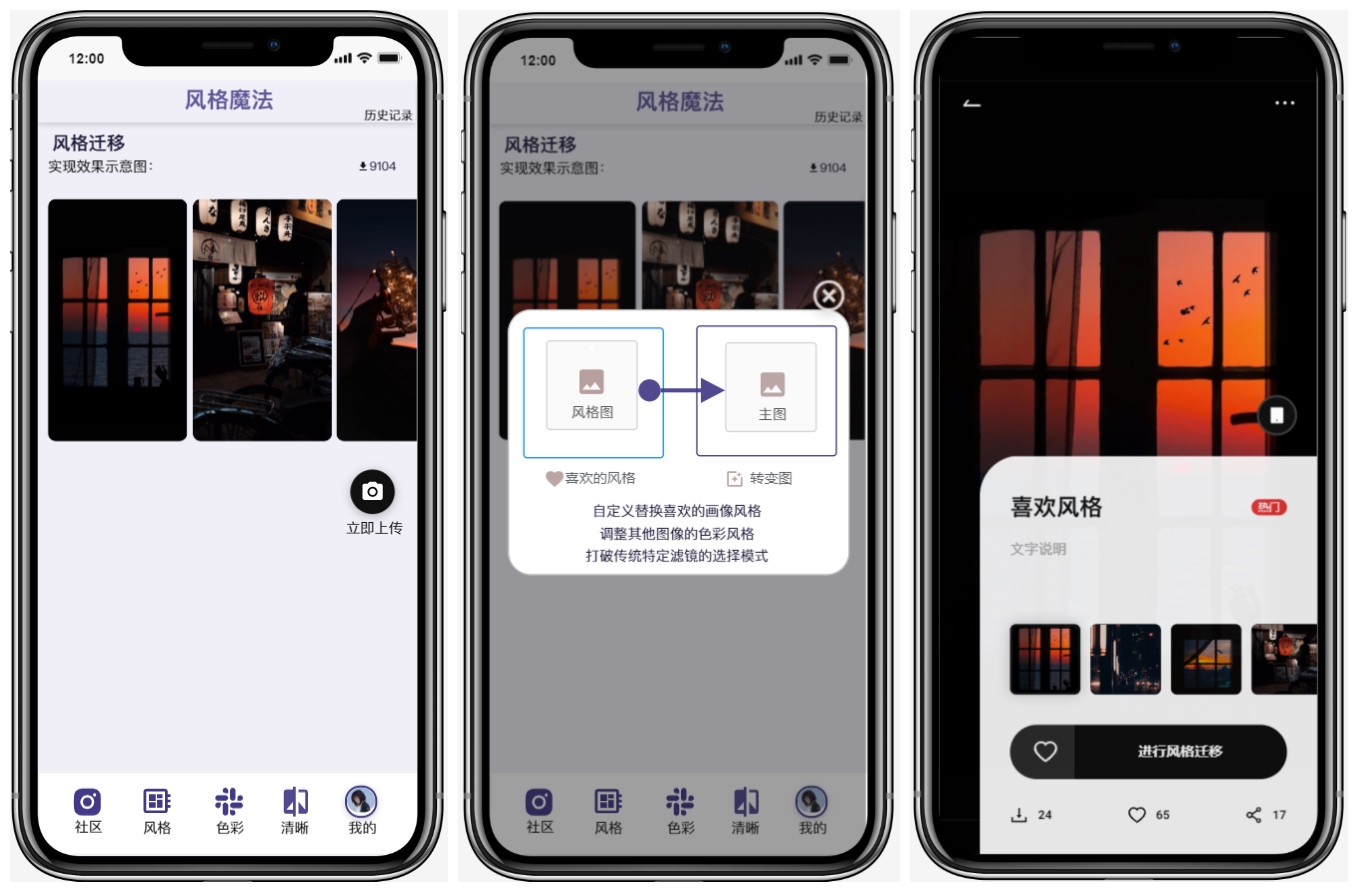 12:00
风格魔法
历史记录
风格迁移
实现效果示意图：
9104
立即上传
社区
风格
色彩
清晰
我的
12:00
风格魔法
历史记录
风格迁移
实现效果示意图：
9104
风格图
主图
喜欢的风格
转变图
自定义替换喜欢的画像风格
调整其他图像的色彩风格
打破传统特定滤镜的选择模式
社区
风格
色彩
清晰
我的
喜欢风格
热门
文字说明
进行风格迁移
24
65
17